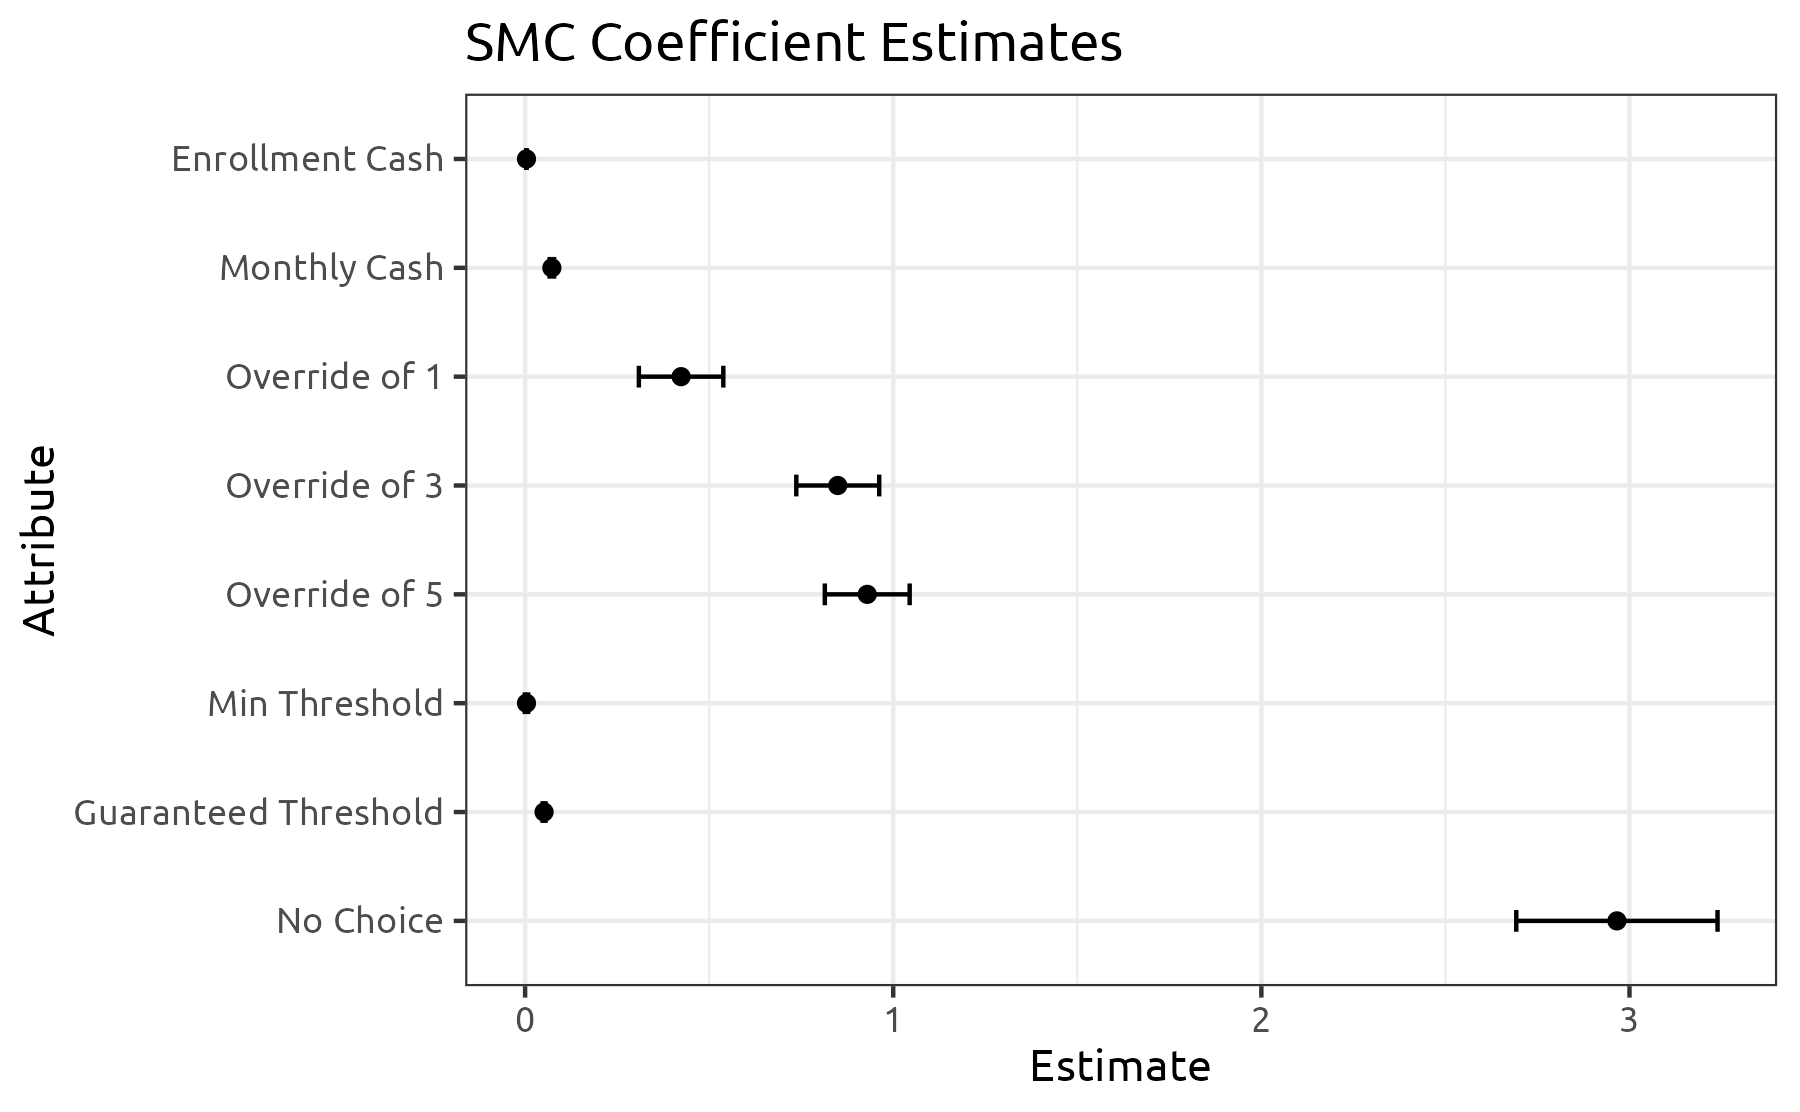 SMC Coefficient Estimates
Attribute
Enrollment Cash
Monthly Cash
Override of 1
Override of 3
Override of 5
Min Threshold
Guaranteed Threshold
No Choice
0 1 2 3
Estimate